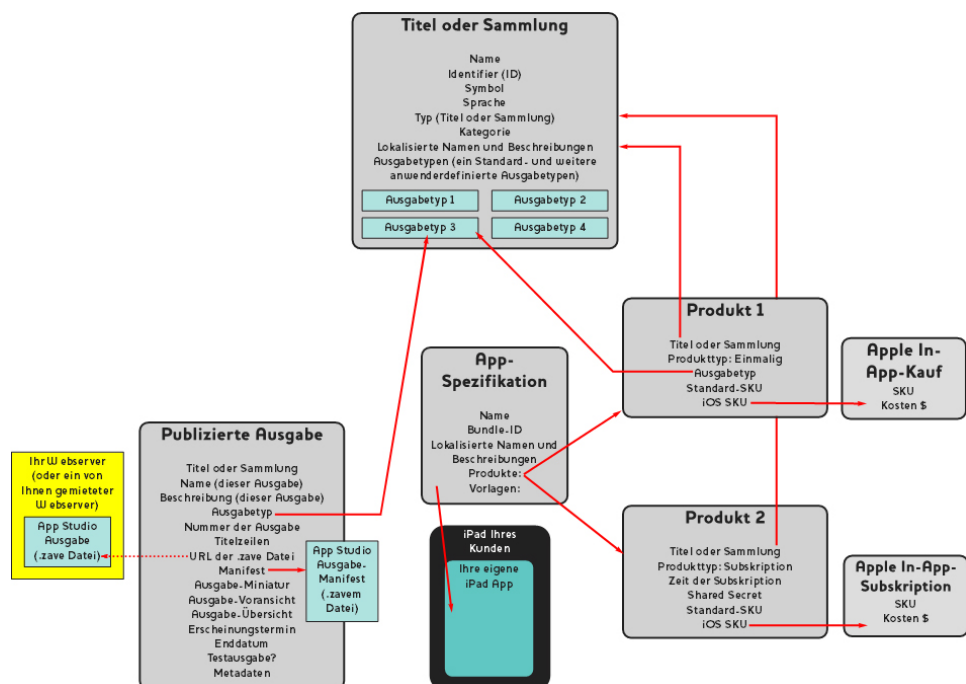 Titel oder Sammlung
Name
Identifier (ID)
Symbol
Sprache
Typ (Titel oder Sammlung)
Kategorie
Lokalisierte Namen und Beschreibungen
Ausgabetypen (ein Standard- und weitere
anwenderdefinierte Ausgabetypen)
Ausgabetyp 1
Ausgabetyp 2
Ausgabetyp 3
Ausgabetyp 4
Produkt 1
Titel oder Sammlung
Produkttyp: Einmalig
Ausgabetyp
Standard-SKU
iOS SKU
Apple In-
App-Kauf
SKU
Kosten $
App-
Spezifikation
Name
Bundle-ID
Lokalisierte Namen und
Beschreibungen
Produkte:
Vorlagen:
Publizierte Ausgabe
Titel oder Sammlung
Name (dieser Ausgabe)
Beschreibung (dieser Ausgabe)
Ausgabetyp
Nummer der Ausgabe
Titelzeilen
URL der .zave Datei
Manifest
Ausgabe-Miniatur
Ausgabe-Voransicht
Ausgabe-Übersicht
Erscheinungstermin
Enddatum
Testausgabe?
Metadaten
Ihr Webserver
(oder ein von
Ihnen gemieteter
Webserver)
App Studio
Ausgabe
(.zave Datei)
App Studio
Ausgabe-
Manifest
(.zavem
Datei)
iPad Ihres
Kunden
Ihre eigene
iPad App
Produkt 2
Titel oder Sammlung
Produkttyp: Subskription
Zeit der Subskription
Shared Secret
Standard-SKU
iOS SKU
Apple In-App-
Subskription
SKU
Kosten $